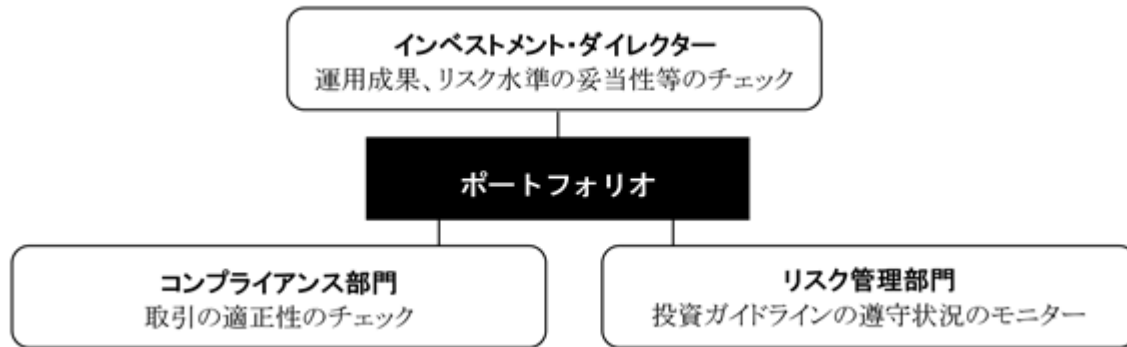 インベストメント・ダイレクター
運用成果、リスク水準の妥当性等のチェック
ポートフォリオ
コンプライアンス部門
取引の適正性のチェック
リスク管理部門
投資ガイドラインの遵守状況のモニター